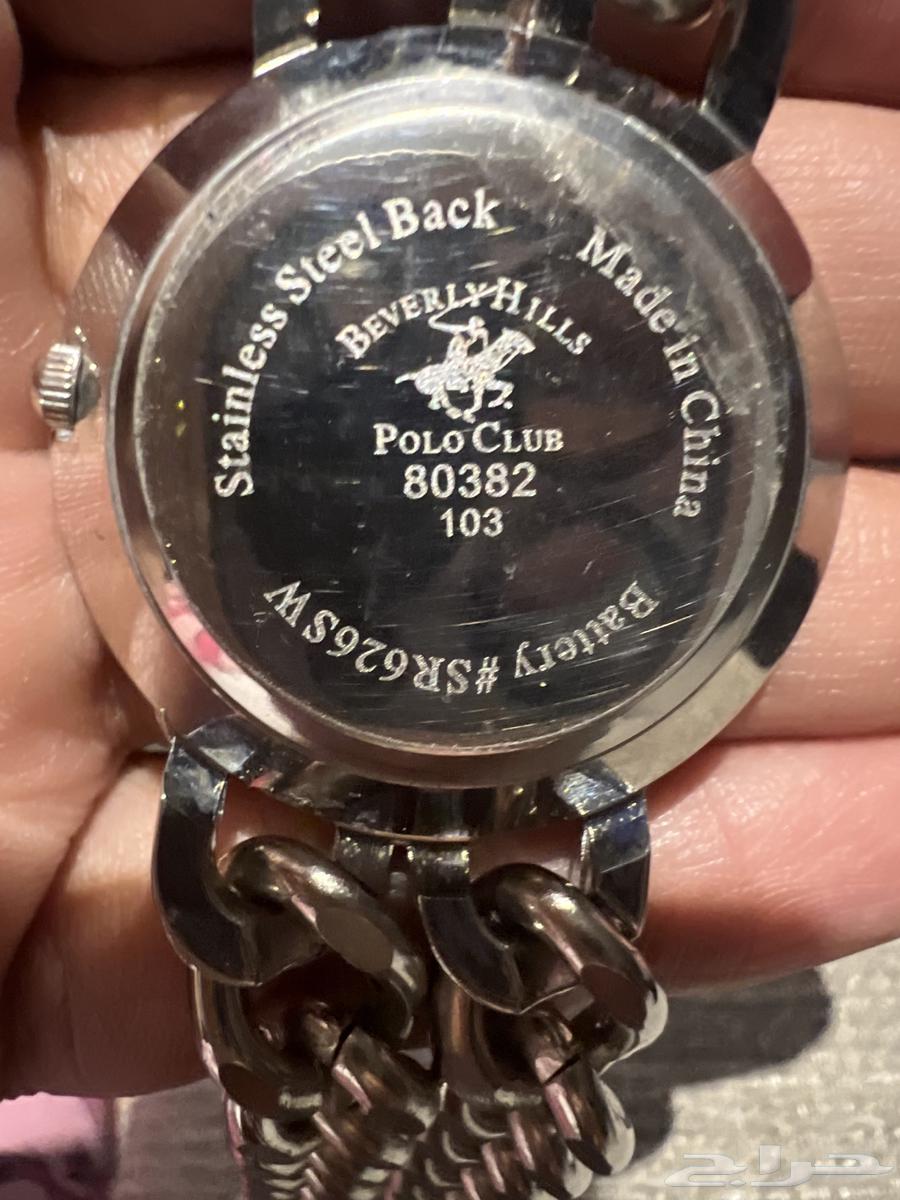 Stainless Steel Back
Made in China
BEVERLY HILLS
POLO CLUB
80382
103
Battery #SR626SW
حراج